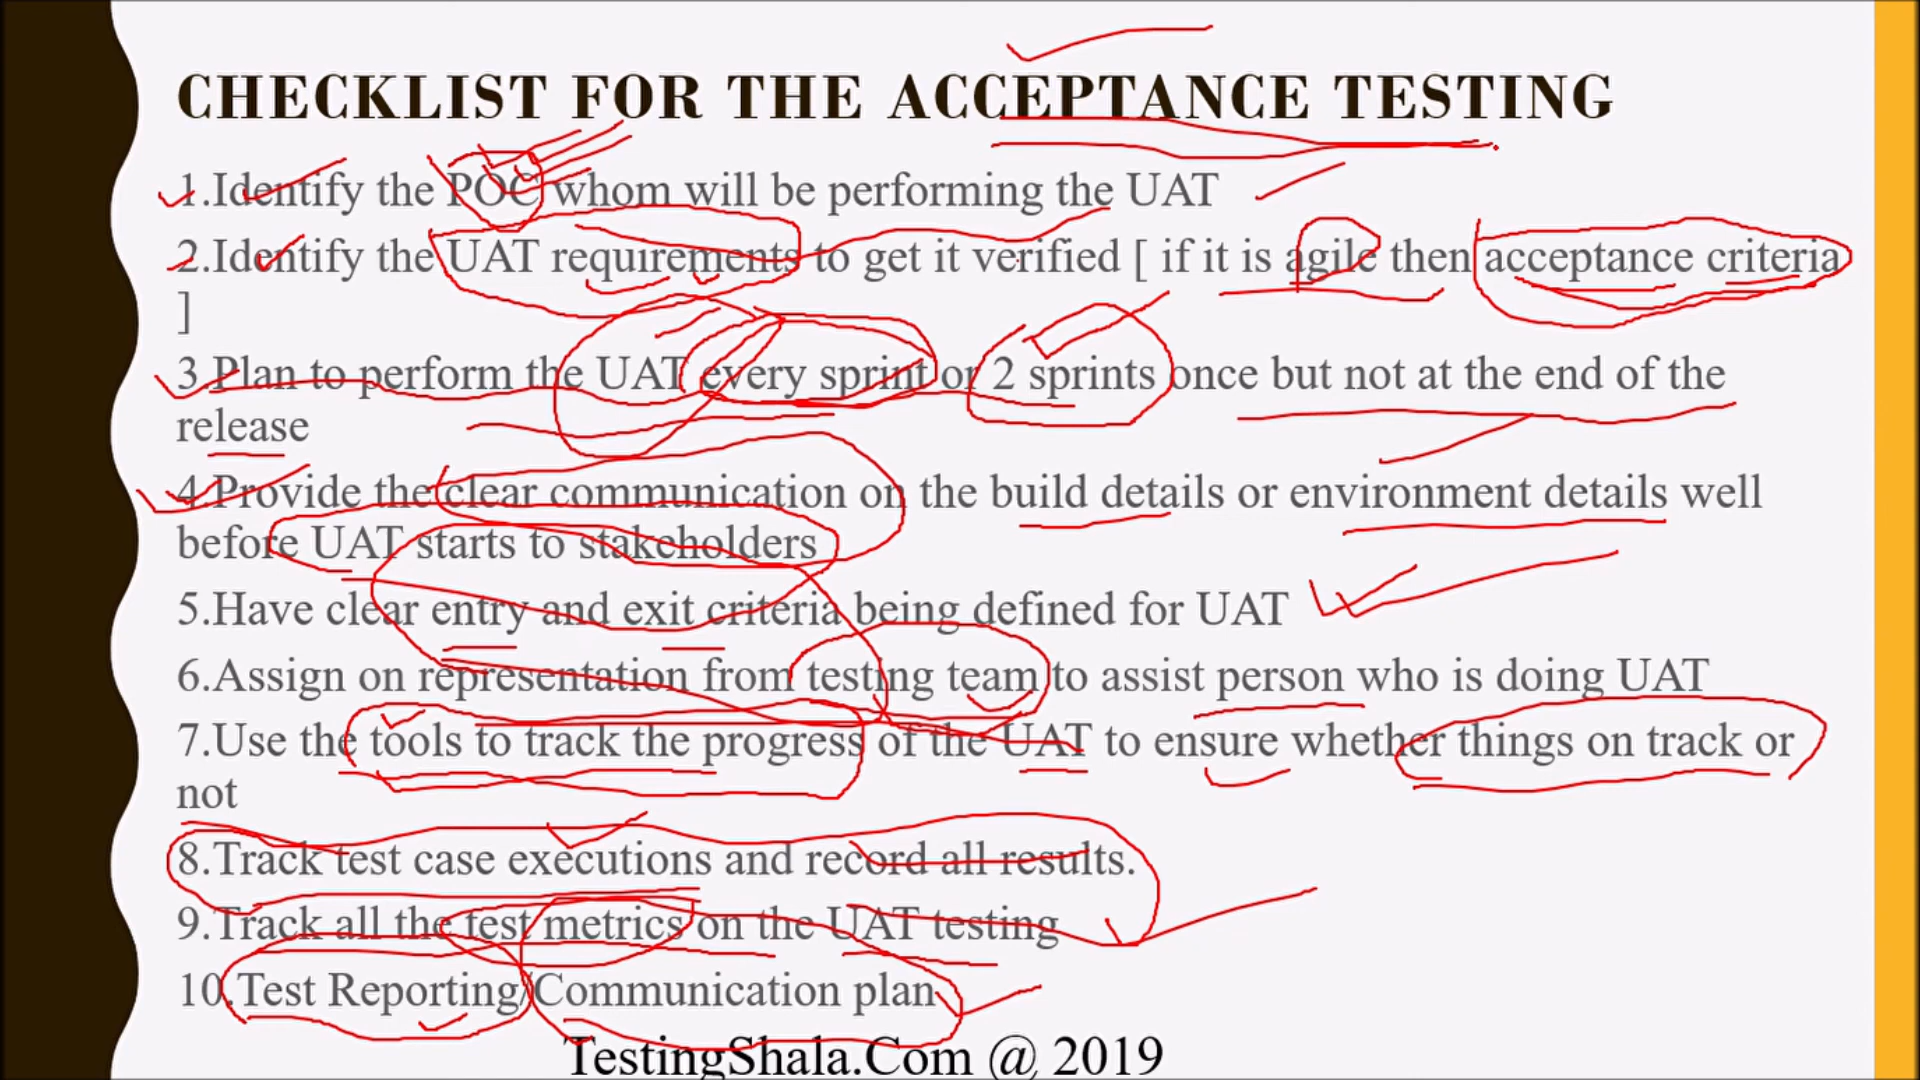 CHECKLIST FOR THE ACCEPTANCE TESTING
1.Identify the POC whom will be performing the UAT
2.Identify the UAT requirements to get it verified [ if it is agile then acceptance criteria
]
3.Plan to perform the UAT every sprint or 2 sprints once but not at the end of the
release
4.Provide the clear communication on the build details or environment details well
before UAT starts to stakeholders
5.Have clear entry and exit criteria being defined for UAT
6.Assign on representation from testing team to assist person who is doing UAT
7.Use the tools to track the progress of the UAT to ensure whether things on track or
not
8.Track test case executions and record all results.
9.Track all the test metrics on the UAT testing
10.Test Reporting/Communication plan
TestingShala.Com @ 2019